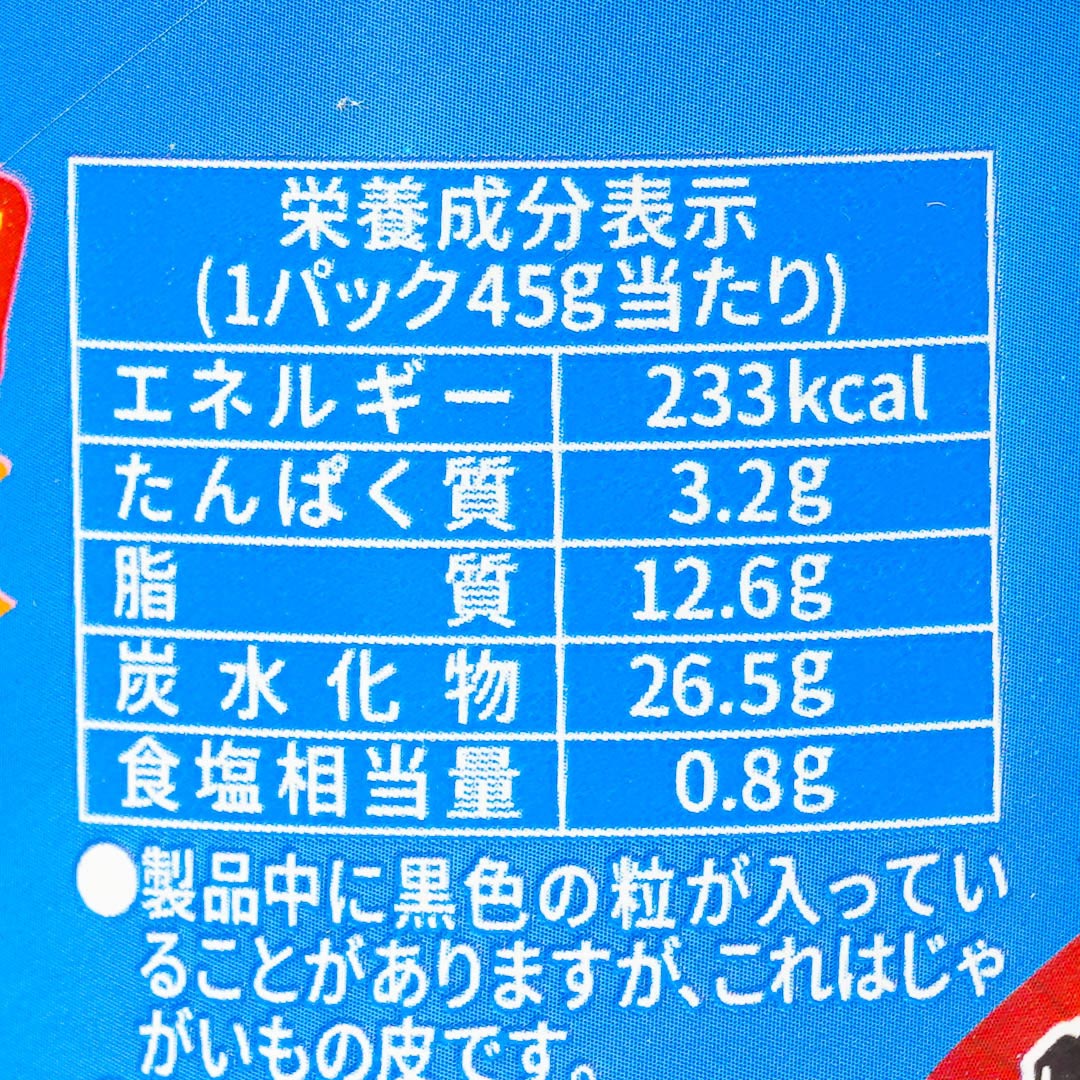 栄養成分表示
(1パック45g当たり)
エネルギー 233kcal
たんぱく質 3.2g
脂質 12.6g
炭水化物 26.5g
食塩相当量 0.8g
●製品中に黒色の粒が入ってい
ることがありますが、これはじゃ
がいもの皮です。